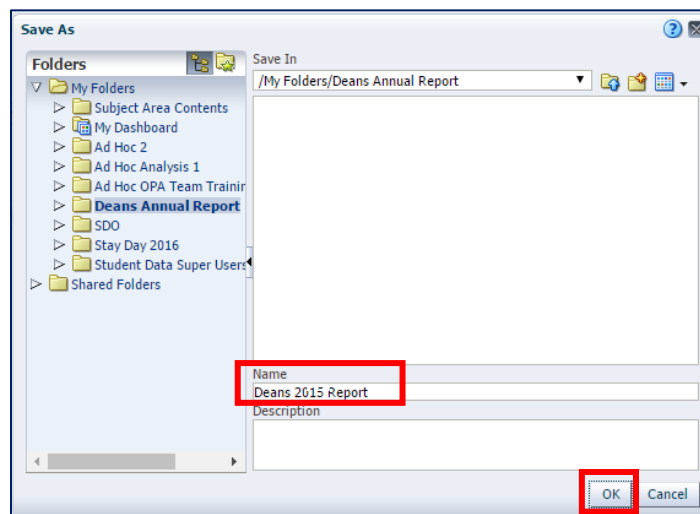 Save As
Folders
My Folders
Subject Area Contents
My Dashboard
Ad Hoc 2
Ad Hoc Analysis 1
Ad Hoc OPA Team Trainin
Deans Annual Report
SDO
Stay Day 2016
Student Data Super Users
Shared Folders
Save In
/My Folders/Deans Annual Report
Name
Deans 2015 Report
Description
OK Cancel